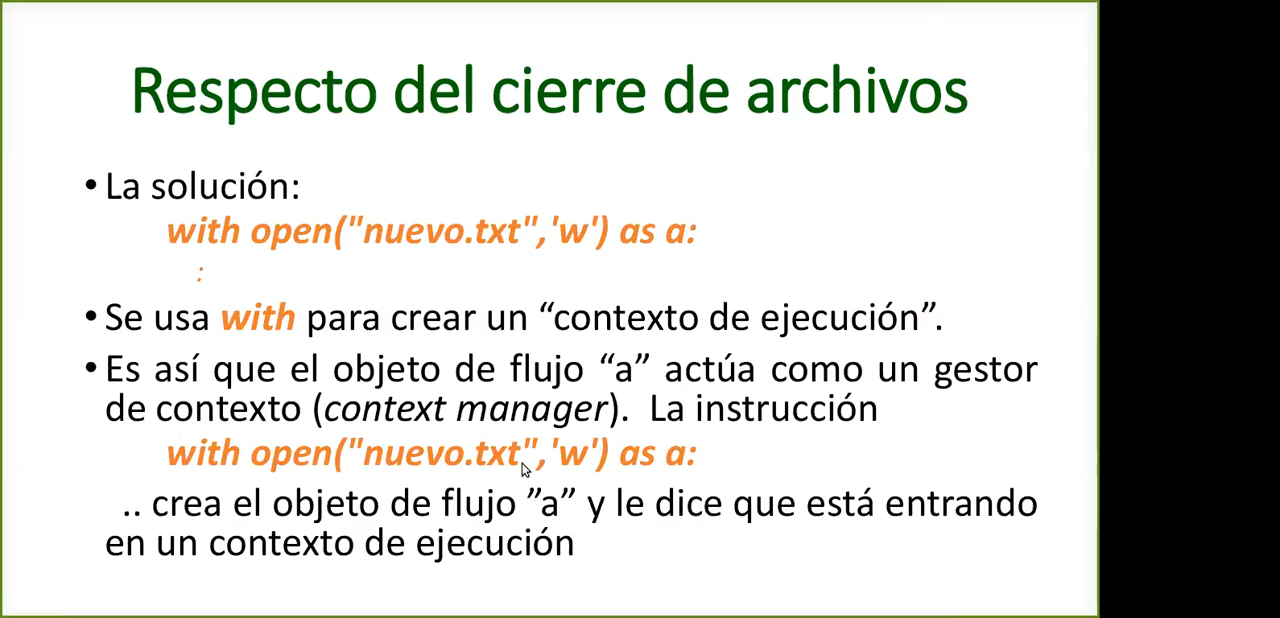 Respecto del cierre de archivos
• La solución:
with open("nuevo.txt",'w') as a:
:
• Se usa with para crear un “contexto de ejecución”.
• Es así que el objeto de flujo “a” actúa como un gestor
de contexto (context manager). La instrucción
with open("nuevo.txt",'w') as a:
.. crea el objeto de flujo ”a” y le dice que está entrando
en un contexto de ejecución